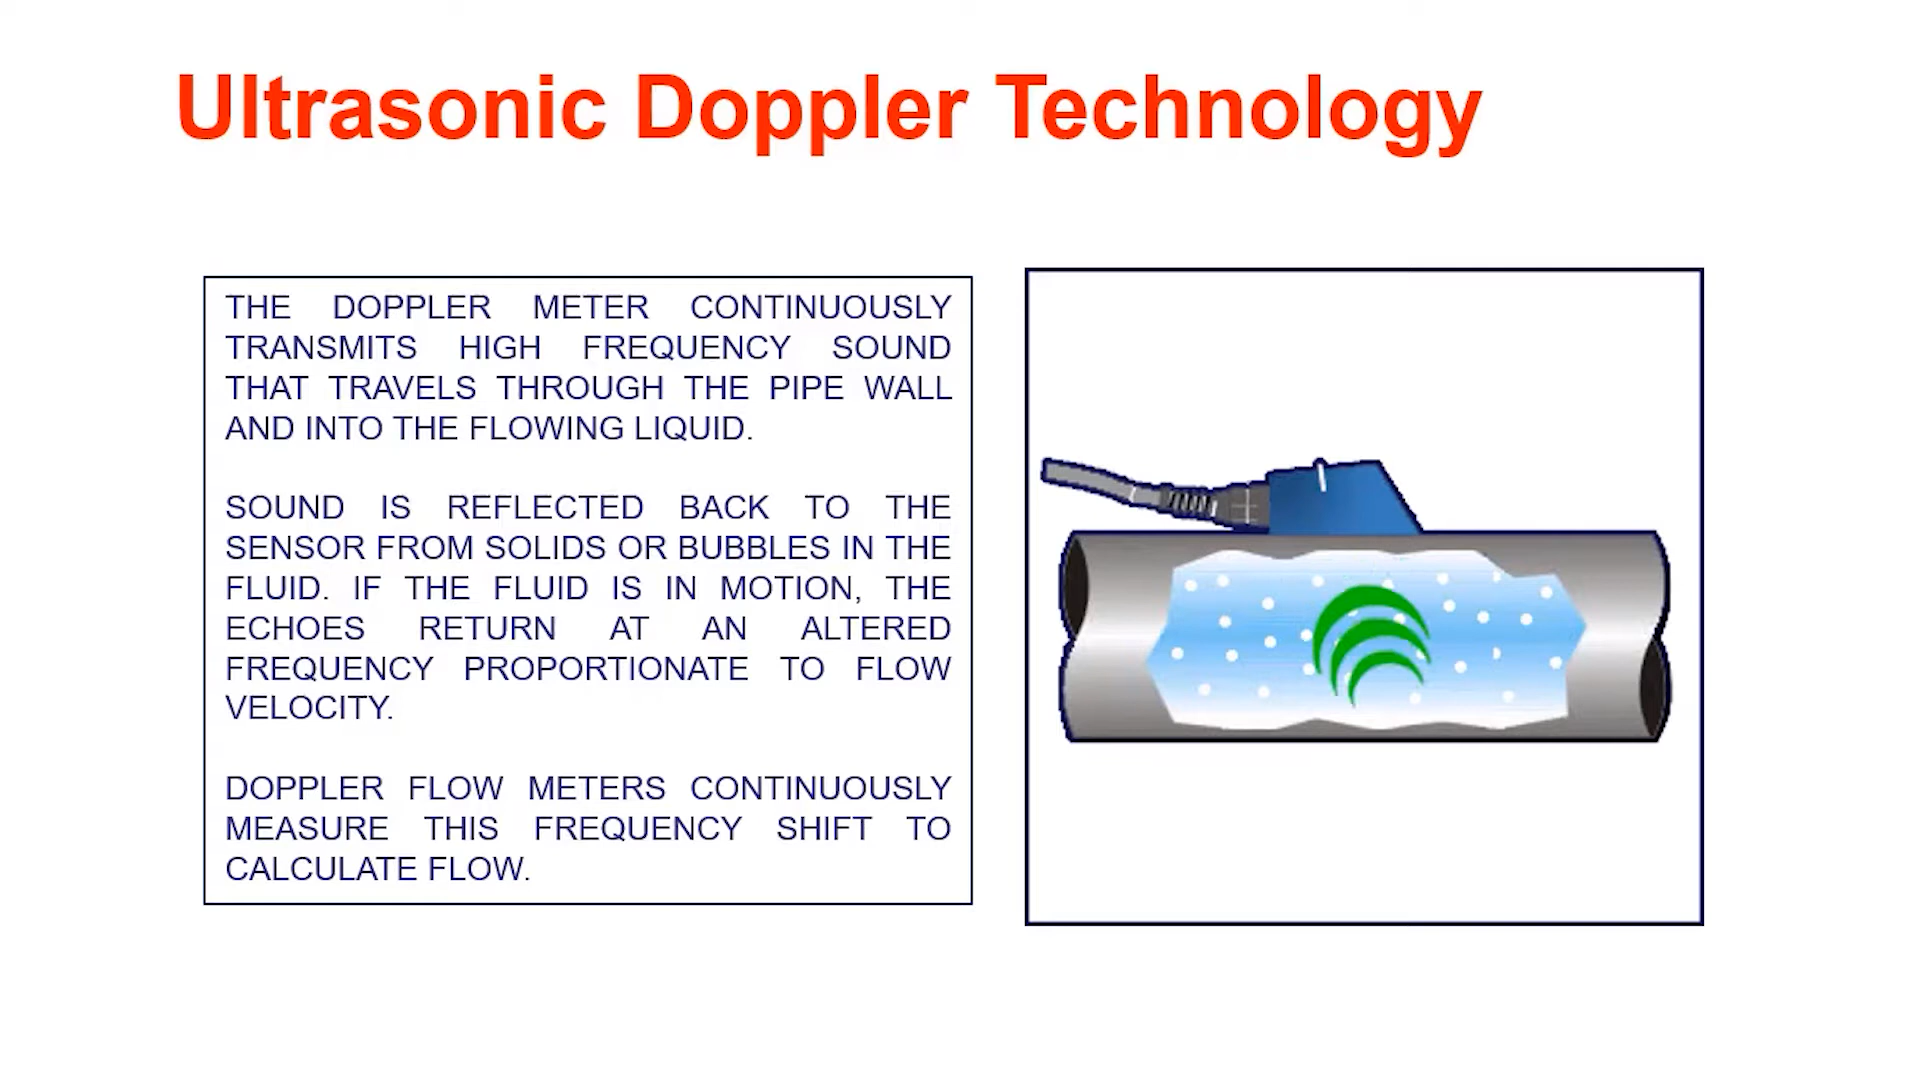 Ultrasonic Doppler Technology
THE DOPPLER METER CONTINUOUSLY
TRANSMITS HIGH FREQUENCY SOUND
THAT TRAVELS THROUGH THE PIPE WALL
AND INTO THE FLOWING LIQUID.
SOUND IS REFLECTED BACK TO THE
SENSOR FROM SOLIDS OR BUBBLES IN THE
FLUID. IF THE FLUID IS IN MOTION, THE
ECHOES RETURN AT AN ALTERED
FREQUENCY PROPORTIONATE TO FLOW
VELOCITY.
DOPPLER FLOW METERS CONTINUOUSLY
MEASURE THIS FREQUENCY SHIFT TO
CALCULATE FLOW.